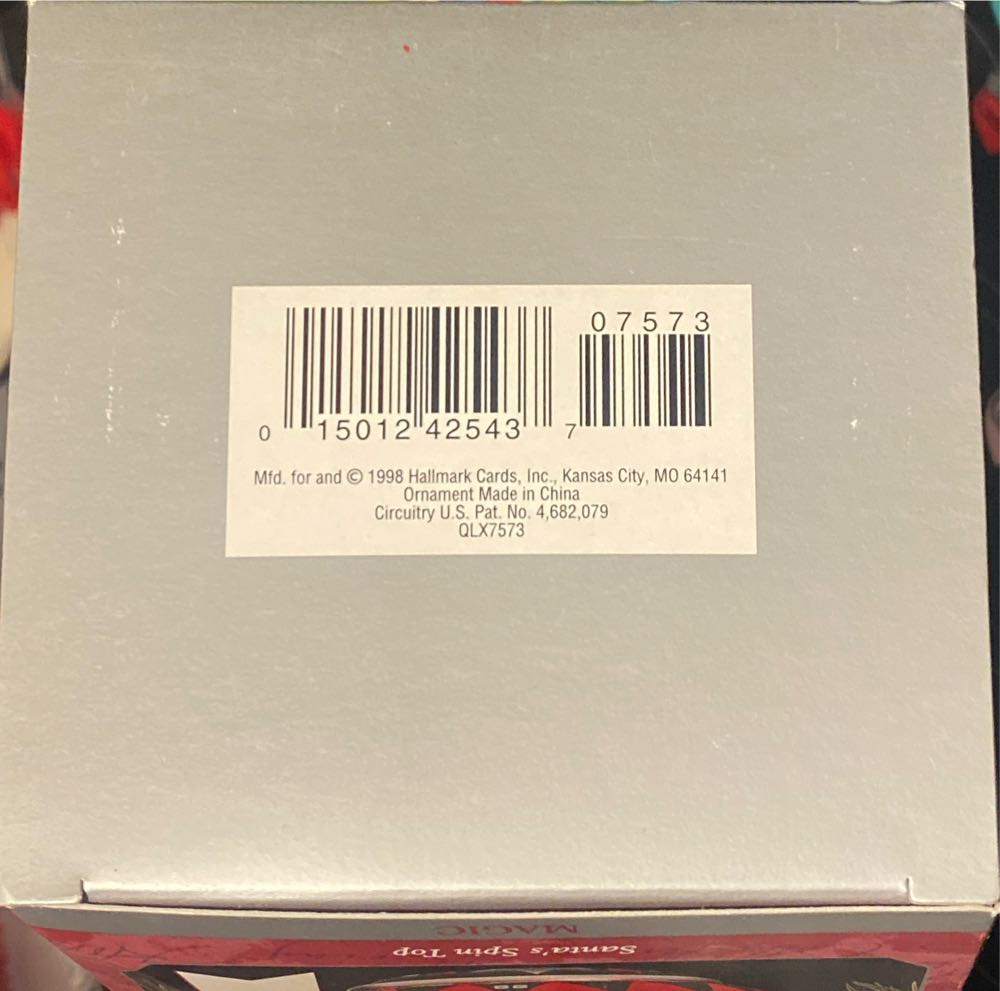 07573
0 15012 42543 7
Mfd. for and © 1998 Hallmark Cards, Inc., Kansas City, MO 64141
Ornament Made in China
Circuitry U.S. Pat. No. 4,682,079
QLX7573
MAGIC
Santa's Spin Top